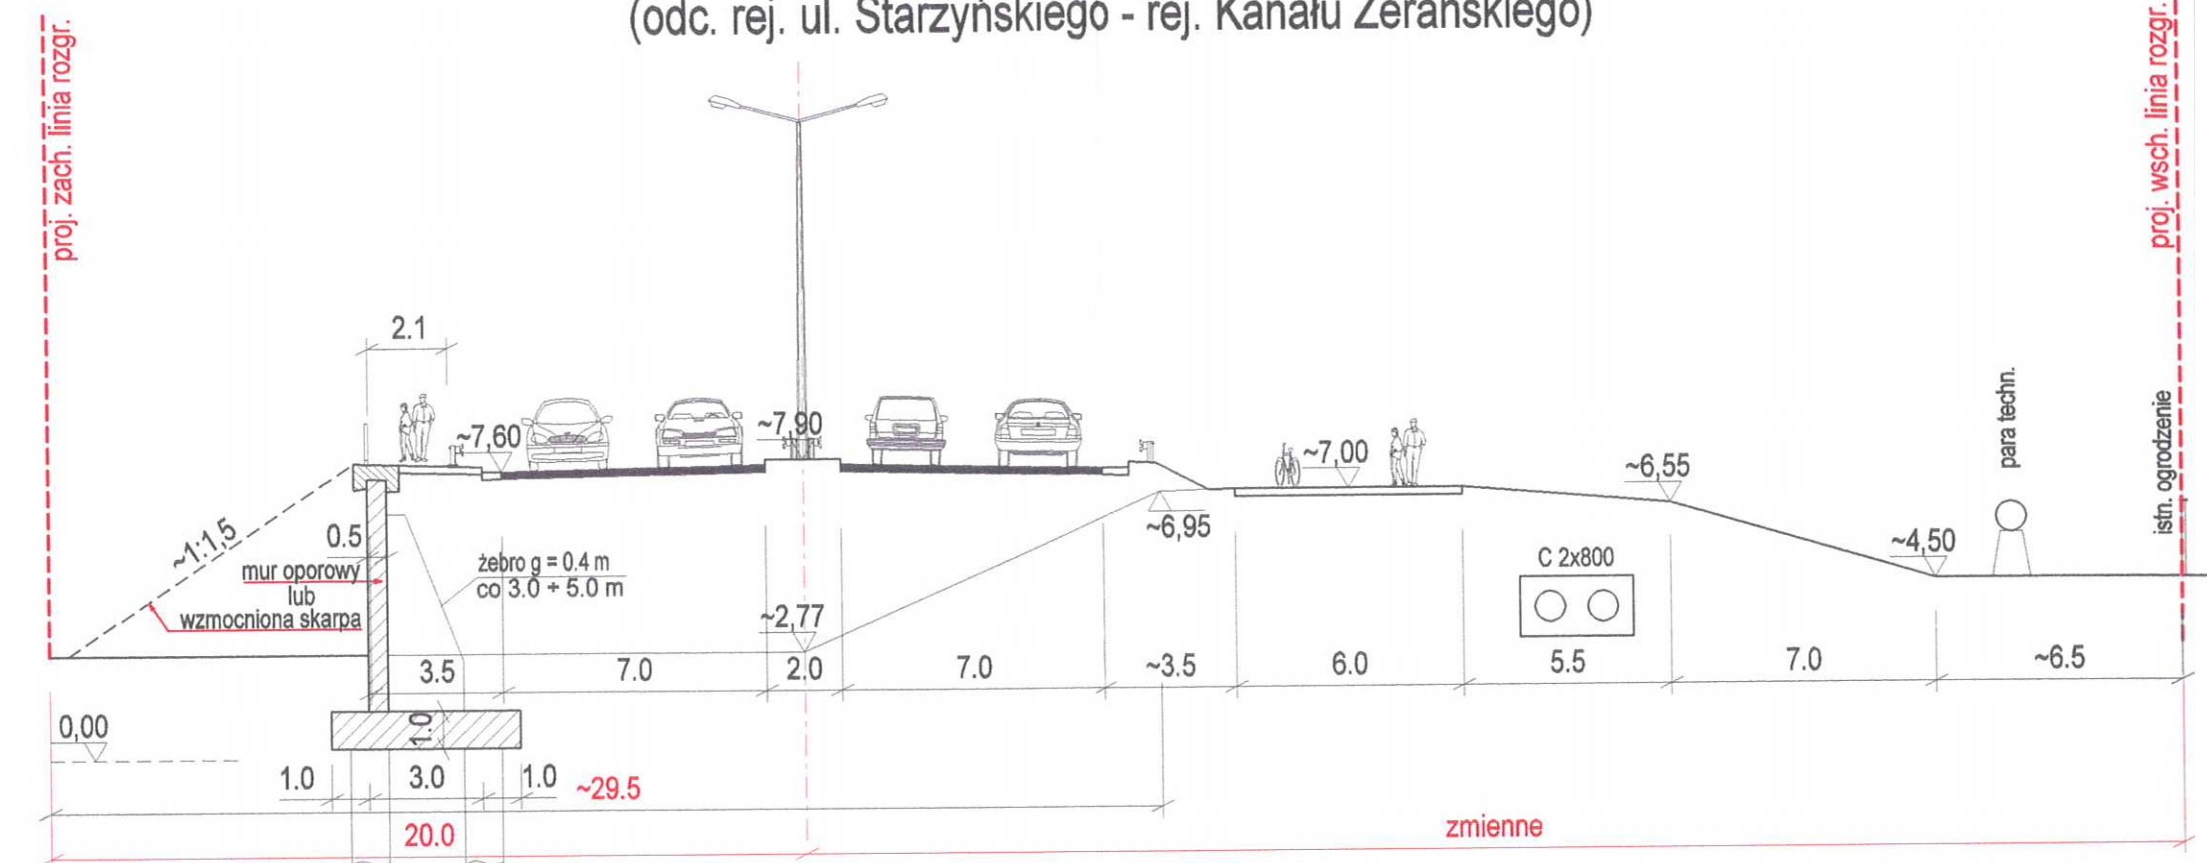 (odc. rej. ul. Starzyńskiego - rej. Kanału Żerańskiego)
proj. zach. linia rozgr.
proj. wsch. linia rozgr.
2.1
~7,60
~7,90
~7,00
~6,55
~6,95
~4,50
para techn.
istn. ogrodzenie
~1:1,5
0.5
mur oporowy
lub
wzmocniona skarpa
żebro g = 0.4 m
co 3.0 ÷ 5.0 m
~2,77
C 2x800
3.5
7.0
2.0
7.0
~3.5
6.0
5.5
7.0
~6.5
0,00
1.0
1.0
3.0
1.0
~29.5
20.0
zmienne